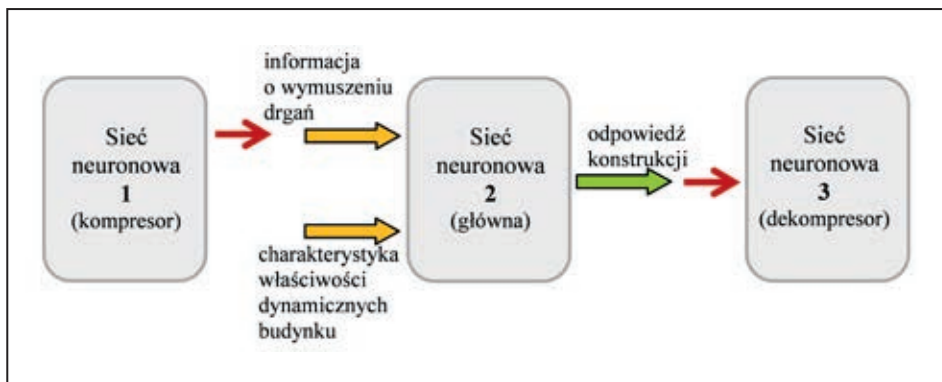 Sieć
neuronowa
1
(kompresor)
informacja
o wymuszeniu
drgań
charakterystyka
właściwości
dynamicznych
budynku
Sieć
neuronowa
2
(główna)
odpowiedź
konstrukcji
Sieć
neuronowa
3
(dekompresor)